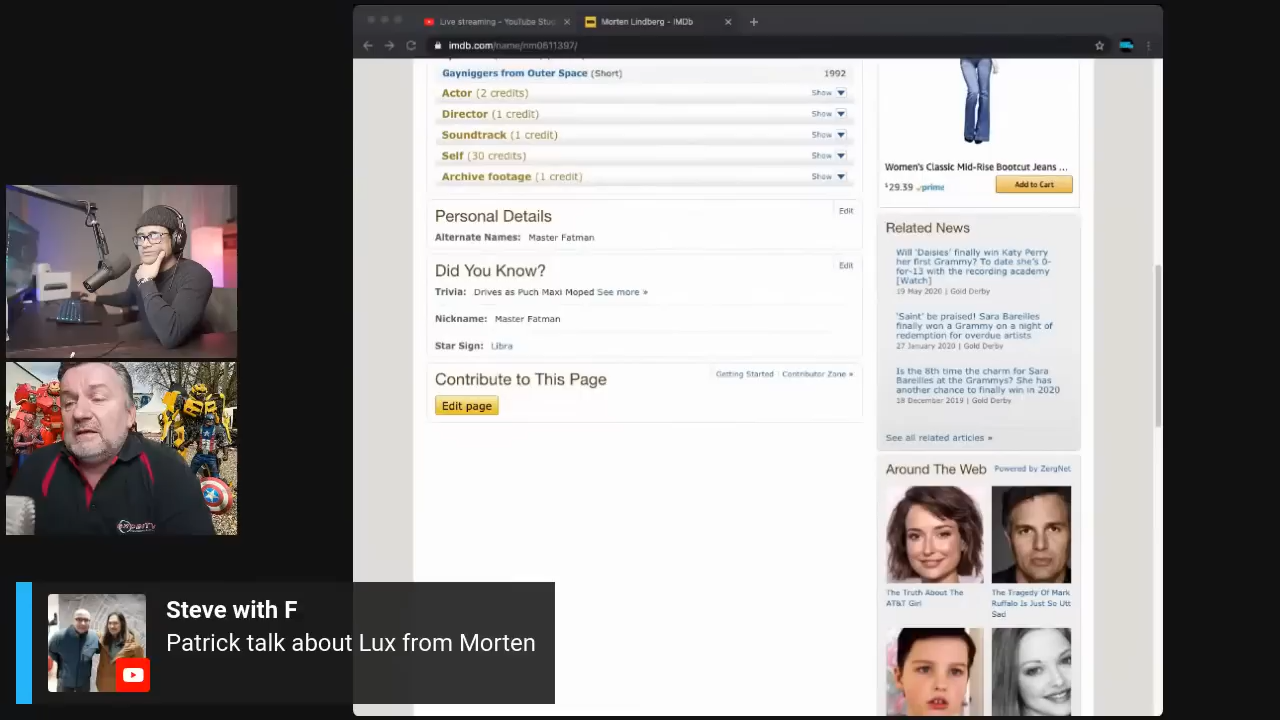 Live streaming - YouTube Stu
Morten Lindberg - IMDb
imdb.com/name/nm0611397/
Gayniggers from Outer Space (Short) 1992
Actor (2 credits) Show
Director (1 credit) Show
Soundtrack (1 credit) Show
Self (30 credits) Show
Archive footage (1 credit) Show
Personal Details Edit
Alternate Names: Master Fatman
Did You Know? Edit
Trivia: Drives as Puch Maxi Moped See more »
Nickname: Master Fatman
Star Sign: Libra
Contribute to This Page Getting Started | Contributor Zone »
Edit page
Women's Classic Mid-Rise Bootcut Jeans ...
$29.39 prime Add to Cart
Related News
Will 'Daisies' finally win Katy Perry
her first Grammy? To date she's 0-
for-13 with the recording academy
[Watch]
19 May 2020 | Gold Derby
'Saint' be praised! Sara Bareilles
finally won a Grammy on a night of
redemption for overdue artists
27 January 2020 | Gold Derby
Is the 8th time the charm for Sara
Bareilles at the Grammys? She has
another chance to finally win in 2020
18 December 2019 | Gold Derby
See all related articles »
Around The Web Powered by ZergNet
The Truth About The
AT&T Girl
The Tragedy Of Mark
Ruffalo Is Just So Utt
Sad
Steve with F
Patrick talk about Lux from Morten